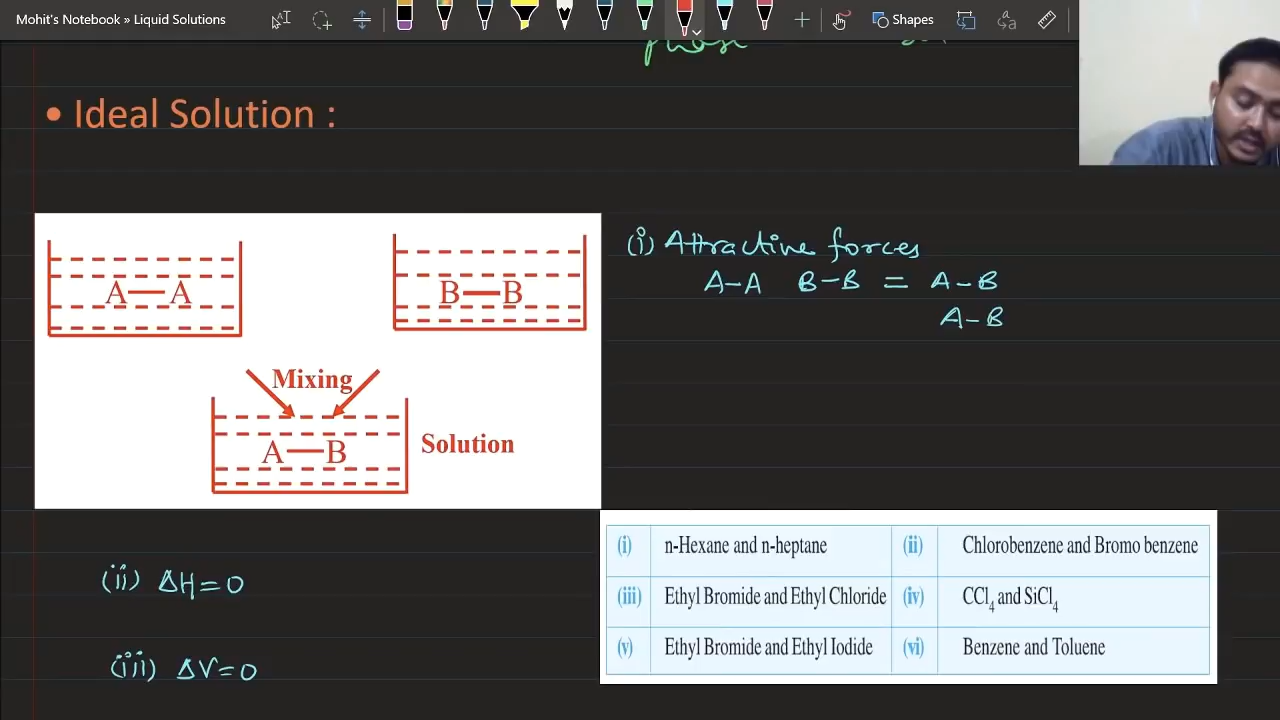 Mohit's Notebook » Liquid Solutions
Shapes
phase
• Ideal Solution :
A—A
B—B
Mixing
A—B
Solution
(i) Attractive forces
A-A B-B = A-B
A-B
(ii) ΔH=0
(iii) ΔV=0
(i) n-Hexane and n-heptane (ii) Chlorobenzene and Bromo benzene
(iii) Ethyl Bromide and Ethyl Chloride (iv) CCl₄ and SiCl₄
(v) Ethyl Bromide and Ethyl Iodide (vi) Benzene and Toluene